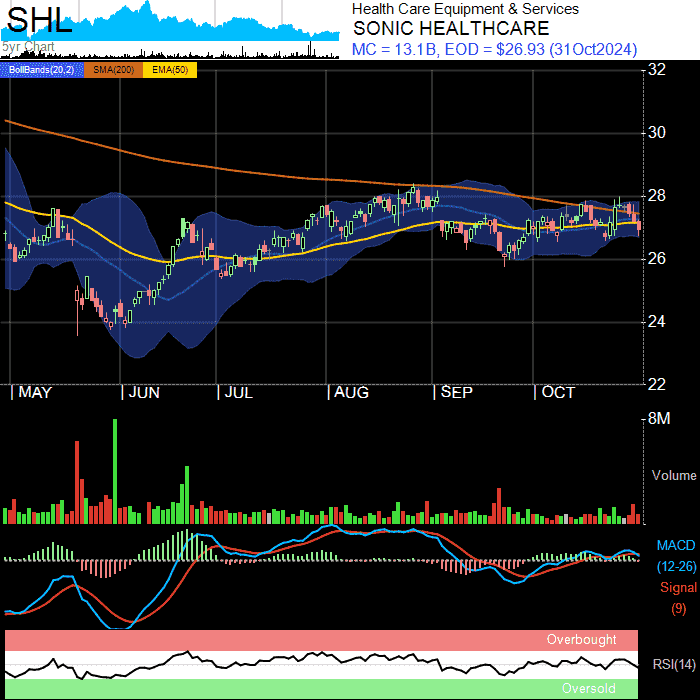 SHL
5yr Chart
Health Care Equipment & Services
SONIC HEALTHCARE
MC = 13.1B, EOD = $26.93 (31Oct2024)
BollBands(20,2) SMA(200) EMA(50)
32
30
28
26
24
22
MAY JUN JUL AUG SEP OCT
8M
Volume
MACD
(12-26)
Signal
(9)
Overbought
RSI(14)
Oversold